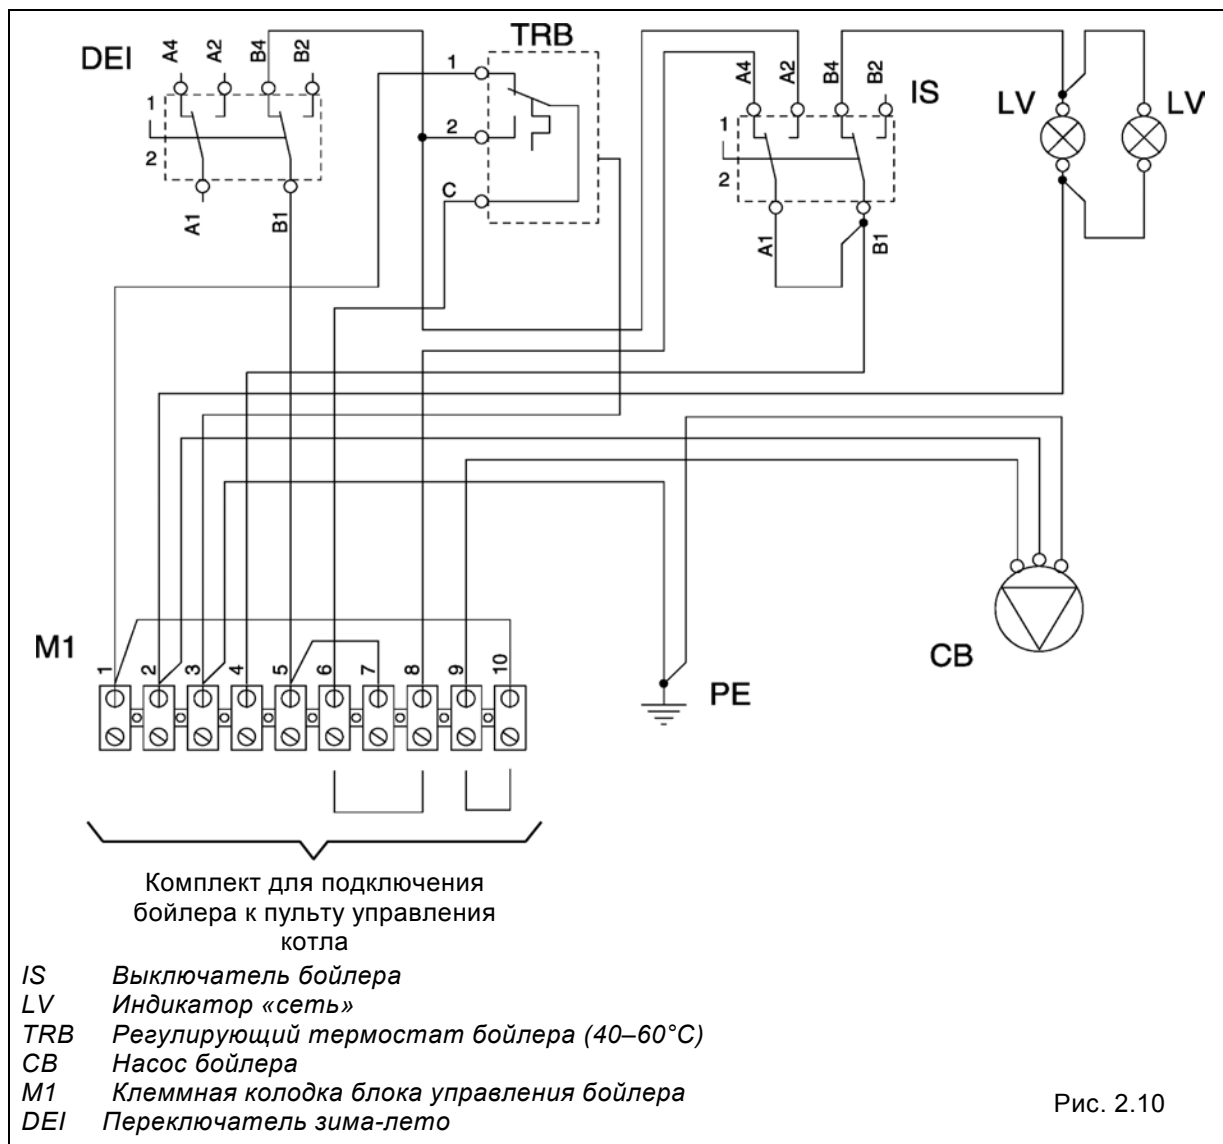 DEI
A4
A2
B4
B2
1
2
A1
B1
TRB
1
2
C
A4
A2
B4
B2
IS
1
2
A1
B1
LV
LV
M1
1
2
3
4
5
6
7
8
9
10
PE
CB
Комплект для подключения
бойлера к пульту управления
котла
IS Выключатель бойлера
LV Индикатор «сеть»
TRB Регулирующий термостат бойлера (40–60°C)
CB Насос бойлера
M1 Клеммная колодка блока управления бойлера
DEI Переключатель зима-лето
Рис. 2.10